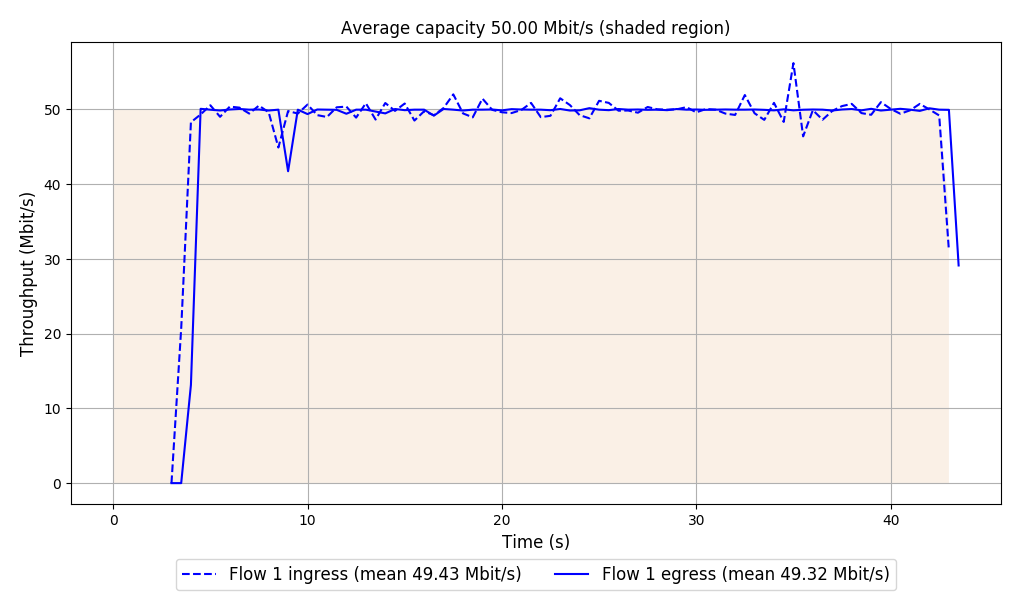 Average capacity 50.00 Mbit/s (shaded region)
Throughput (Mbit/s)
50
40
30
20
10
0
0 10 20 30 40
Time (s)
Flow 1 ingress (mean 49.43 Mbit/s) Flow 1 egress (mean 49.32 Mbit/s)